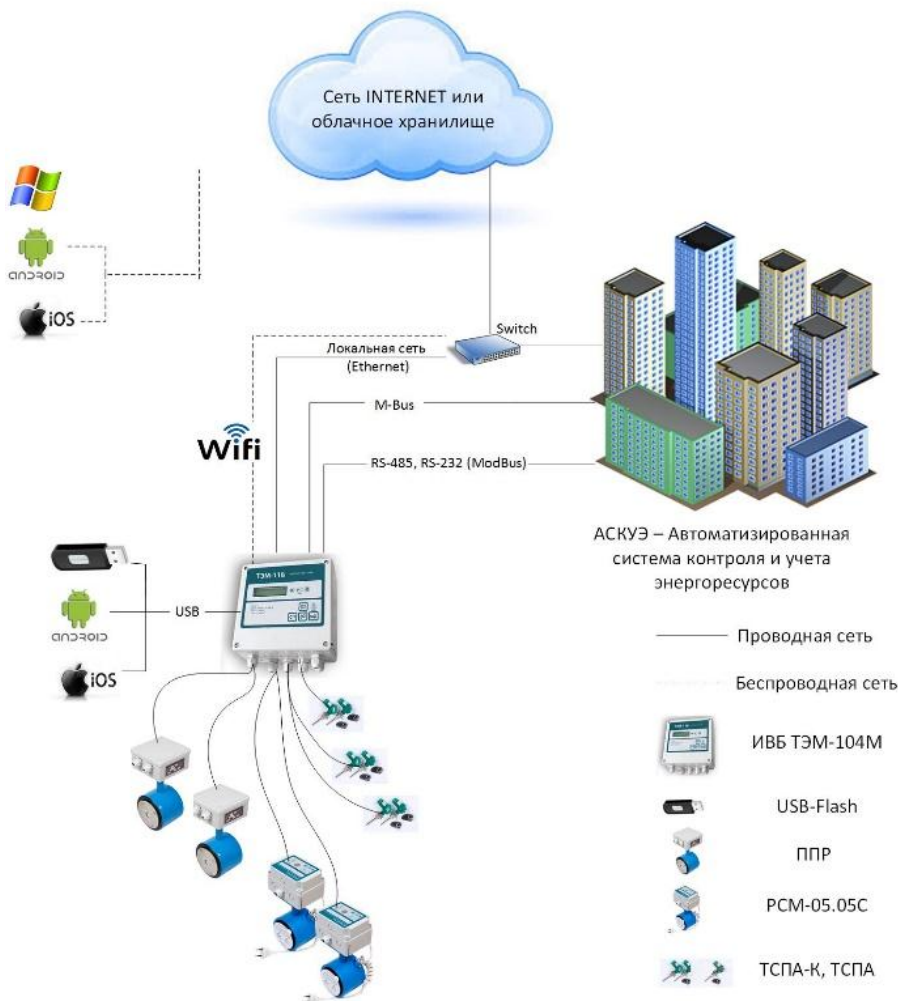 Сеть INTERNET или
облачное хранилище
ANDROID
iOS
Switch
Локальная сеть
(Ethernet)
M-Bus
Wifi
RS-485, RS-232 (ModBus)
АСКУЭ – Автоматизированная
система контроля и учета
энергоресурсов
ТЭМ-116
USB
ANDROID
iOS
Проводная сеть
Беспроводная сеть
ИВБ ТЭМ-104М
USB-Flash
ППР
РСМ-05.05С
ТСПА-К, ТСПА